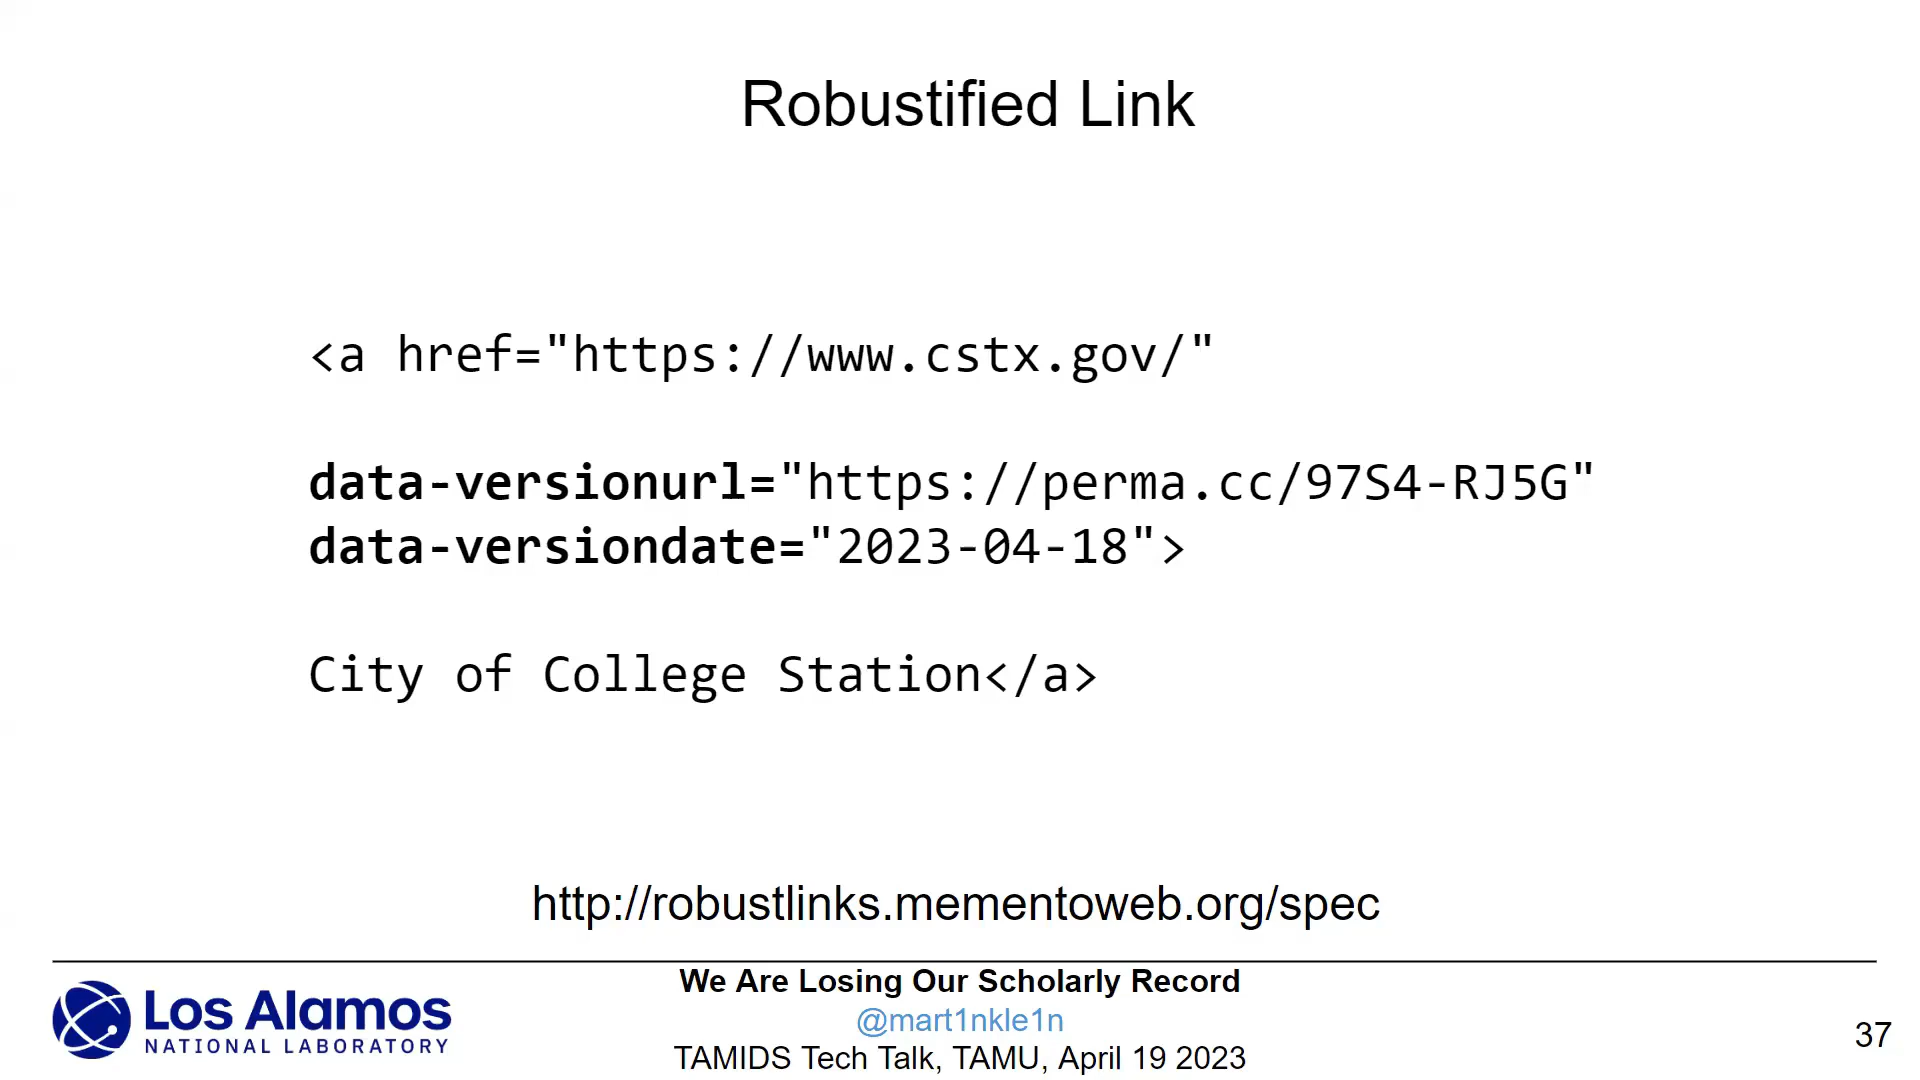 Robustified Link
<a href="https://www.cstx.gov/"
data-versionurl="https://perma.cc/97S4-RJ5G"
data-versiondate="2023-04-18">
City of College Station</a>
http://robustlinks.mementoweb.org/spec
We Are Losing Our Scholarly Record
@mart1nkle1n
TAMIDS Tech Talk, TAMU, April 19 2023
Los Alamos
NATIONAL LABORATORY
37